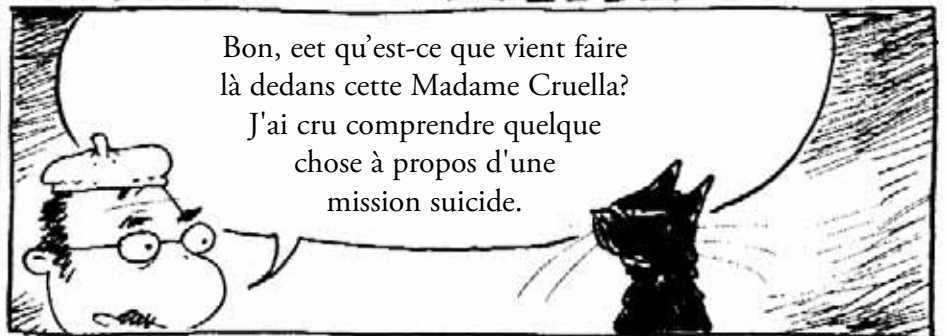 Bon, eet qu’est-ce que vient faire
là dedans cette Madame Cruella?
J'ai cru comprendre quelque
chose à propos d'une
mission suicide.